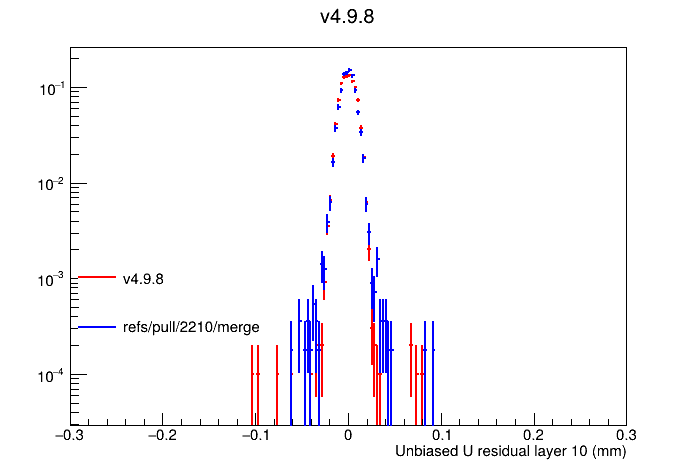 v4.9.8
10⁻¹
10⁻²
10⁻³
v4.9.8
refs/pull/2210/merge
10⁻⁴
−0.3 −0.2 −0.1 0 0.1 0.2 0.3
Unbiased U residual layer 10 (mm)